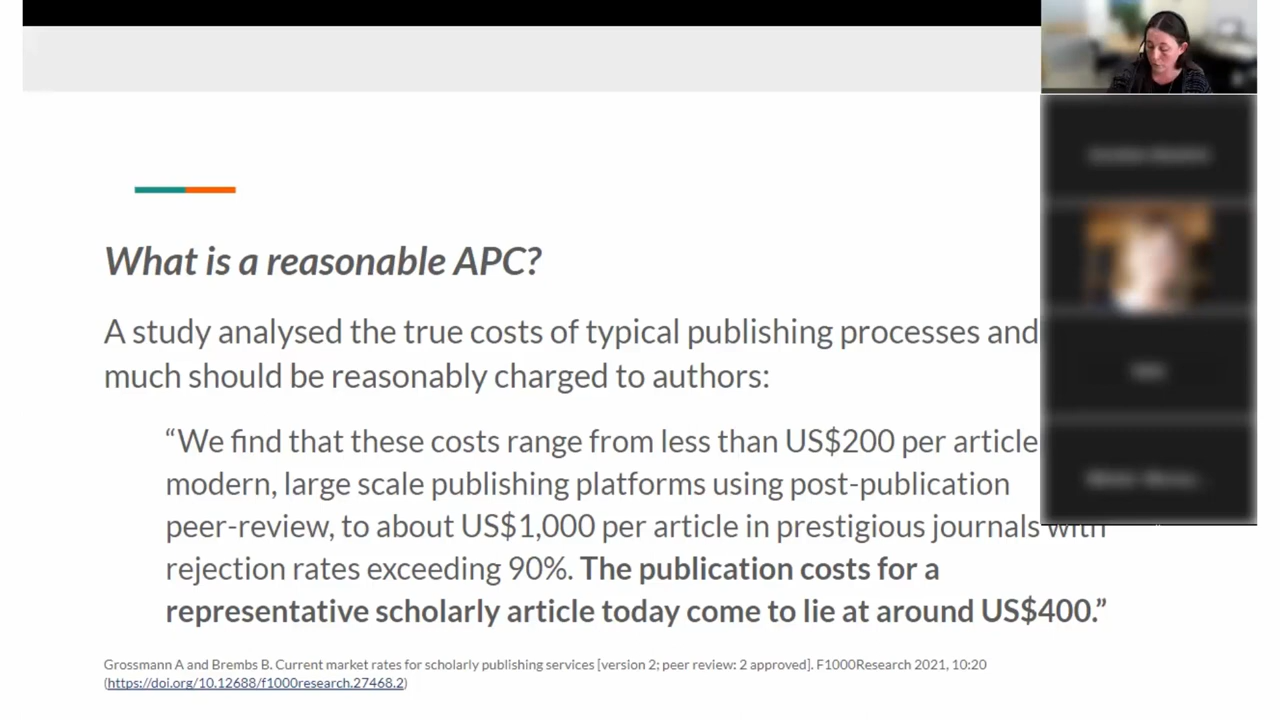 What is a reasonable APC?
A study analysed the true costs of typical publishing processes and
much should be reasonably charged to authors:
“We find that these costs range from less than US$200 per article
modern, large scale publishing platforms using post-publication
peer-review, to about US$1,000 per article in prestigious journals with
rejection rates exceeding 90%. The publication costs for a
representative scholarly article today come to lie at around US$400.”
Grossmann A and Brembs B. Current market rates for scholarly publishing services [version 2; peer review: 2 approved]. F1000Research 2021, 10:20
(https://doi.org/10.12688/f1000research.27468.2)